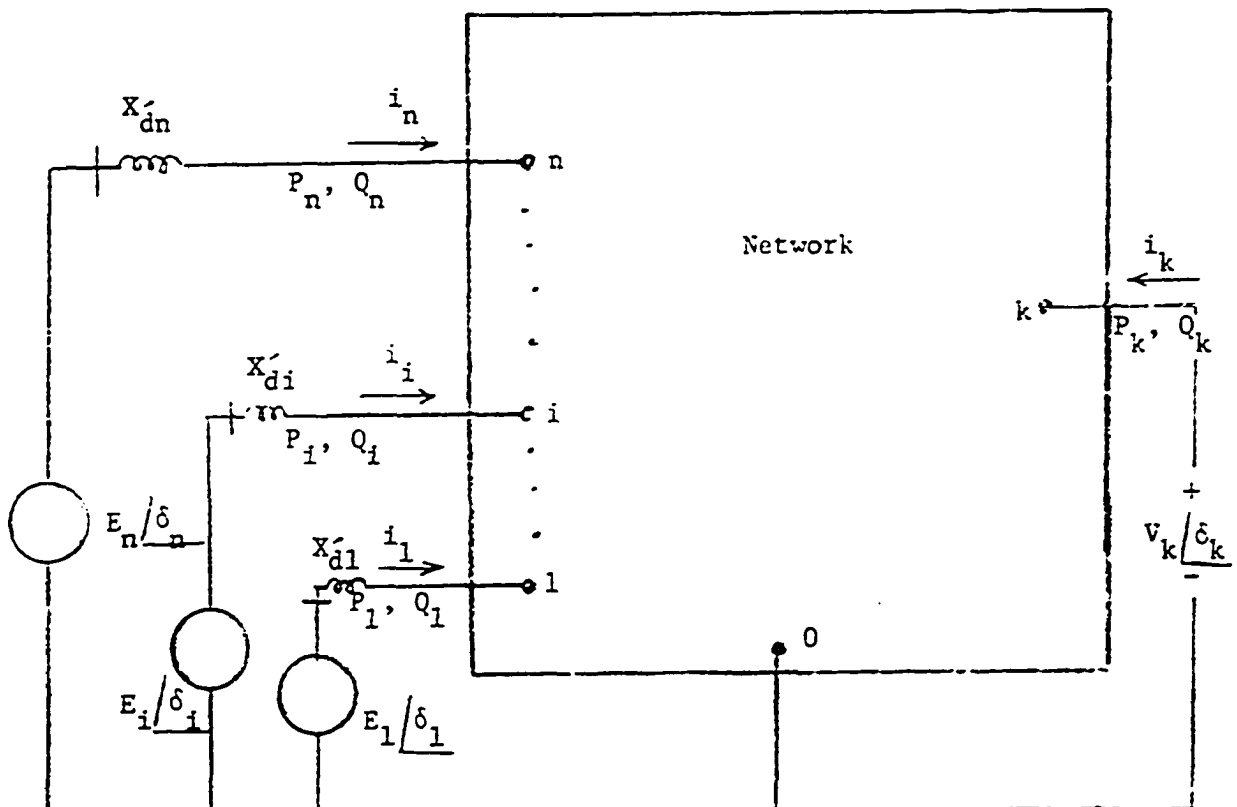 X'dn
i_n
n
P_n, Q_n
Network
i_k
k
P_k, Q_k
X'di
i_i
i
P_i, Q_i
+
E_n/δ_n
V_k/δ_k
-
X'd1
i_1
1
P_1, Q_1
0
E_i/δ_i
E_1/δ_1